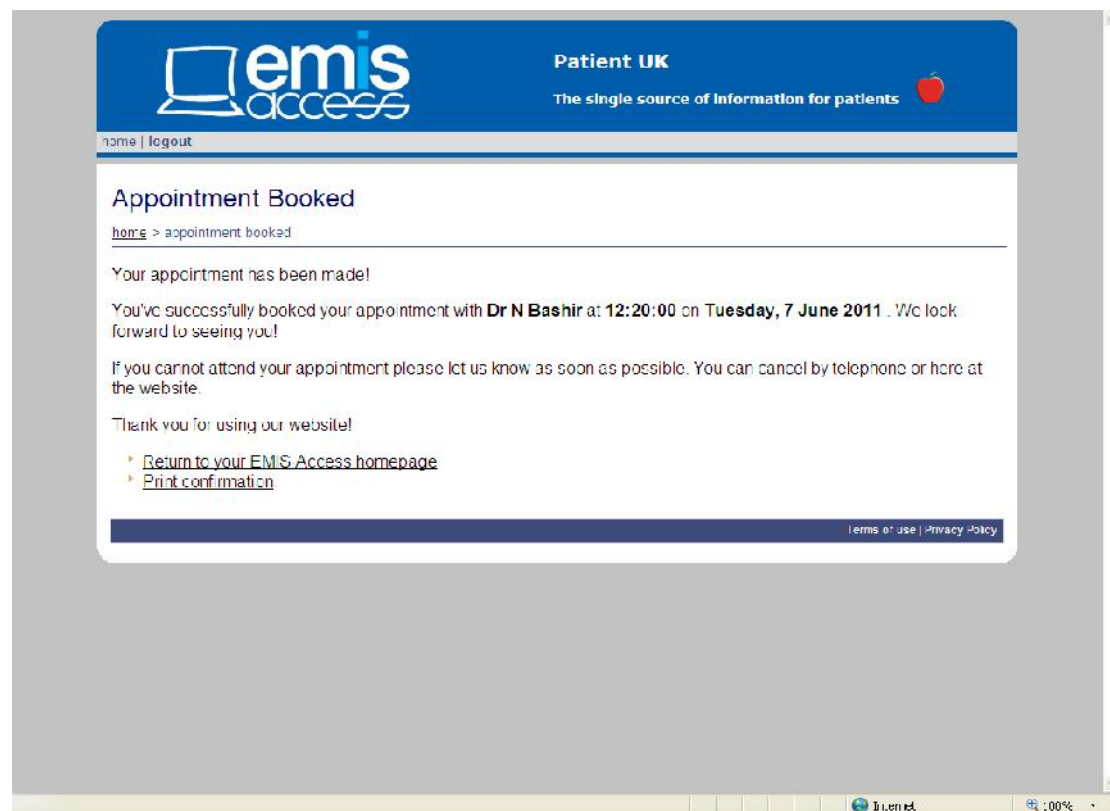 emis
access
Patient UK
The single source of information for patients
home | logout
Appointment Booked
home > appointment booked
Your appointment has been made!
You've successfully booked your appointment with Dr N Bashir at 12:20:00 on Tuesday, 7 June 2011 . We look
forward to seeing you!
If you cannot attend your appointment please let us know as soon as possible. You can cancel by telephone or here at
the website.
Thank you for using our website!
Return to your EMIS Access homepage
Print confirmation
Terms of use | Privacy Policy
Internet
100%